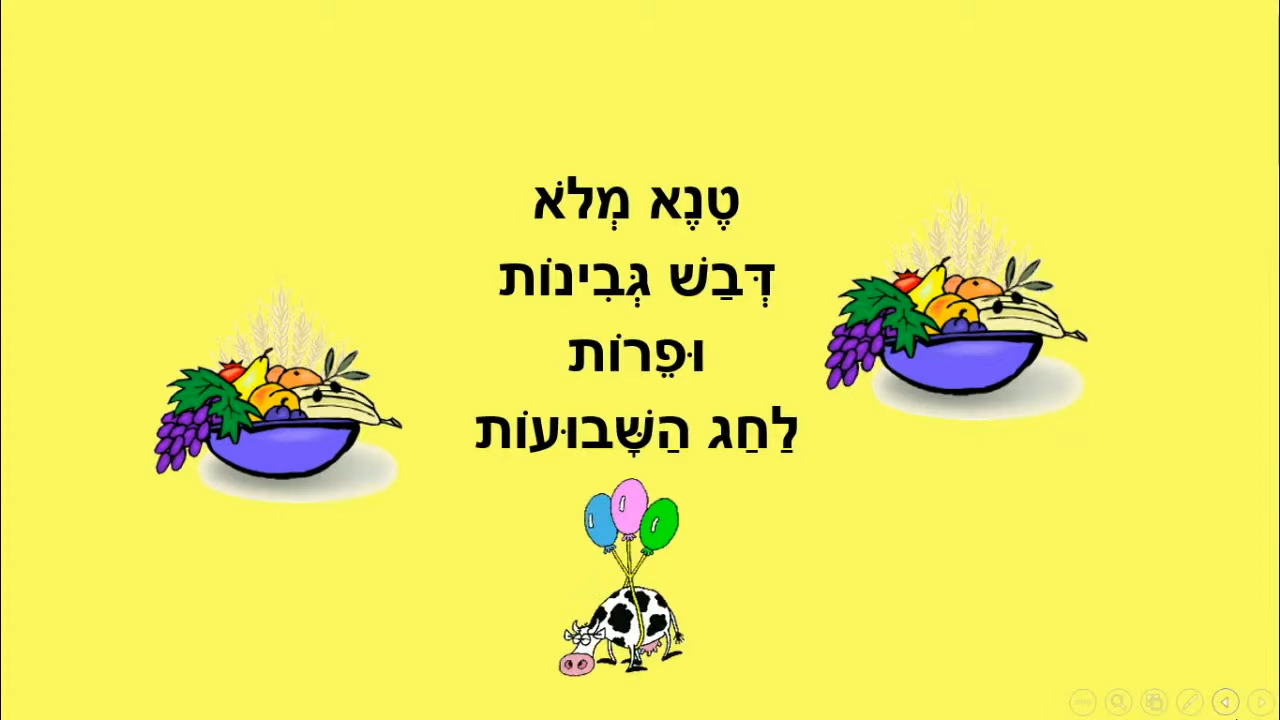 טֶנֶא מְלֹא
דְּבַשׁ גְּבִינוֹת
וּפֵרוֹת
לַחַג הַשָּׁבוּעוֹת